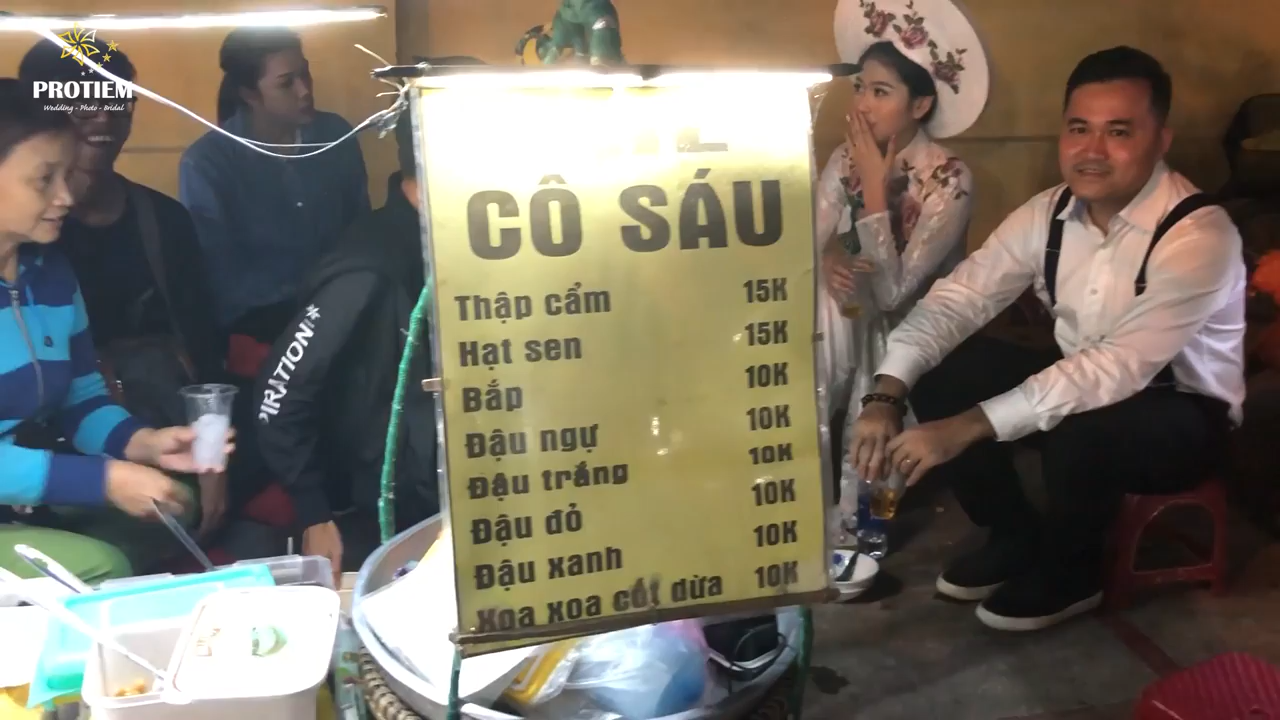 PROTIEM
Wedding - Photo - Bridal
CÔ SÁU
Thập cẩm 15K
Hạt sen 15K
Bắp 10K
Đậu ngự 10K
Đậu trắng 10K
Đậu đỏ 10K
Đậu xanh 10K
Xoa xoa cốt dừa 10K
PIRATION*